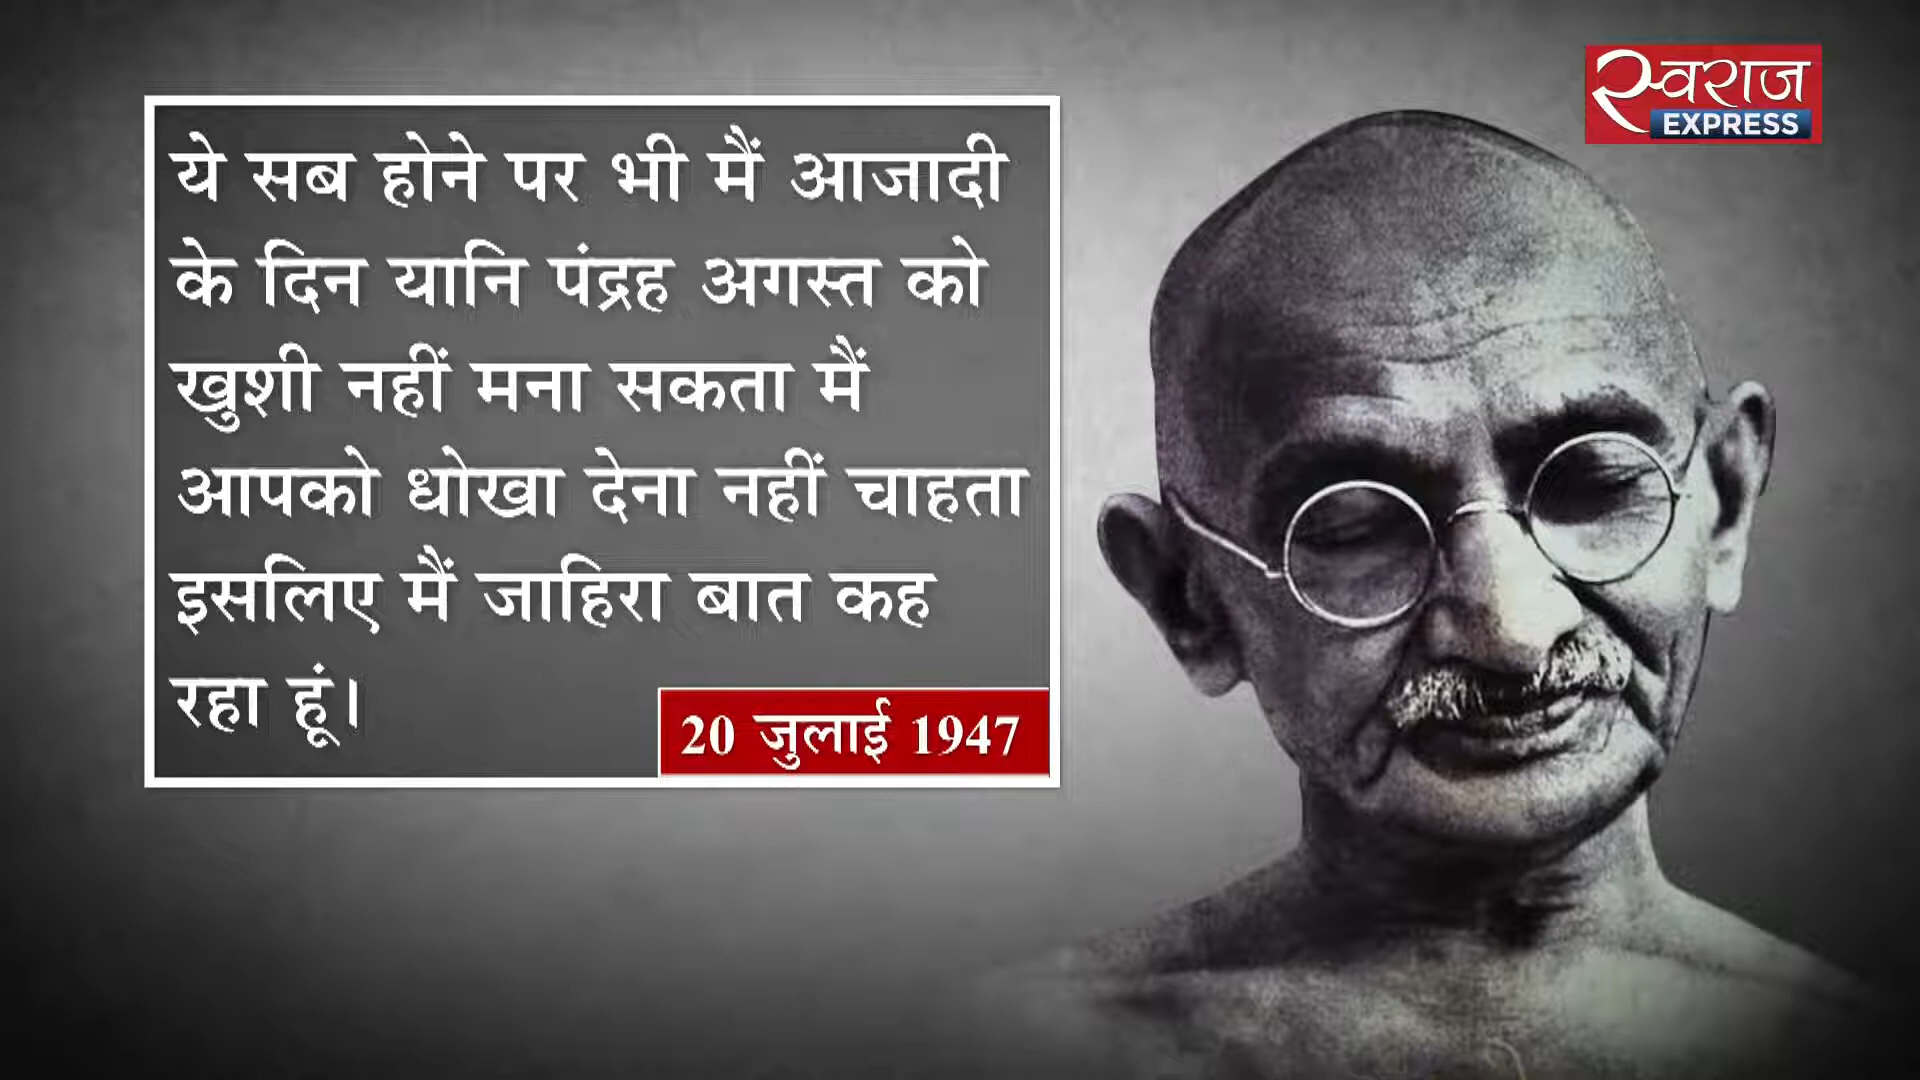 स्वराज
EXPRESS
ये सब होने पर भी मैं आजादी
के दिन यानि पंद्रह अगस्त को
खुशी नहीं मना सकता मैं
आपको धोखा देना नहीं चाहता
इसलिए मैं जाहिरा बात कह
रहा हूं।
20 जुलाई 1947